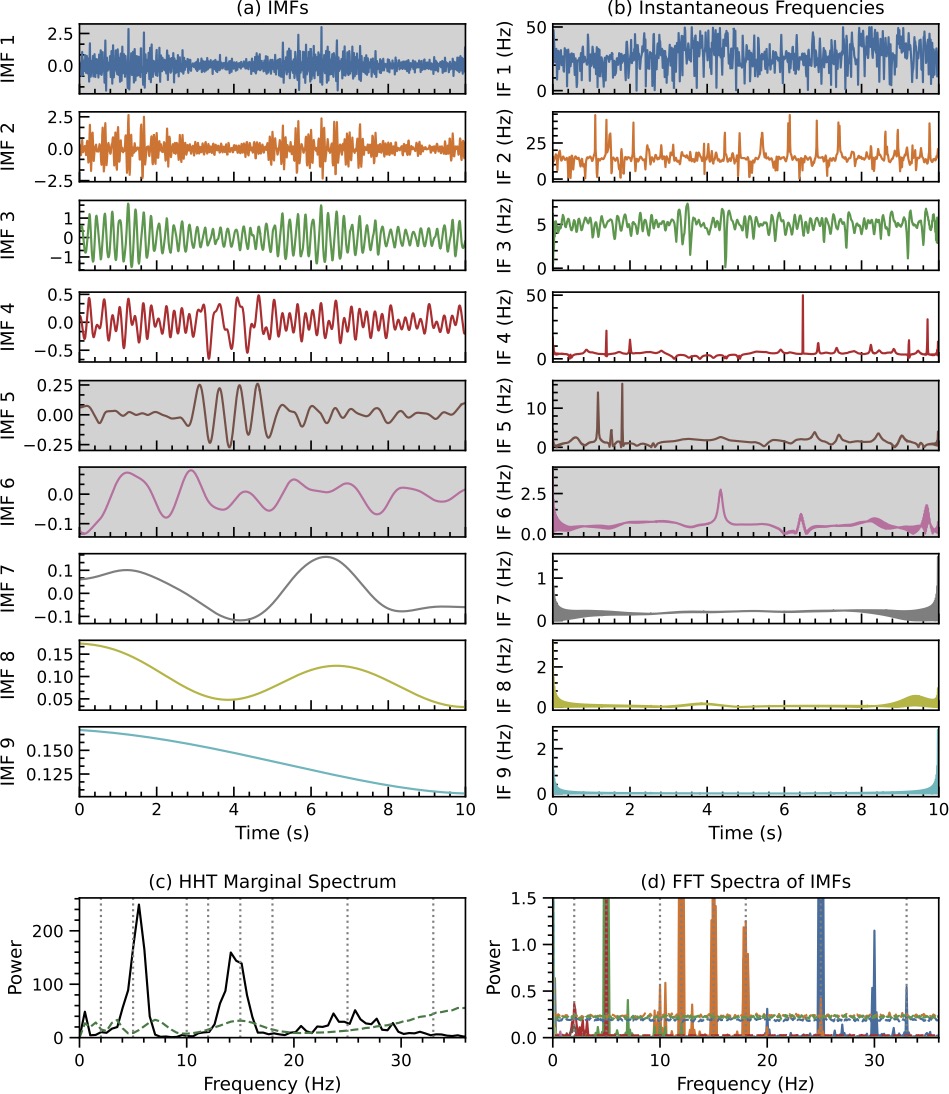 (a) IMFs
(b) Instantaneous Frequencies
IMF 1
2.5
0.0
IF 1 (Hz)
50
0
IMF 2
2.5
0.0
−2.5
IF 2 (Hz)
25
0
IMF 3
1
0
−1
IF 3 (Hz)
5
0
IMF 4
0.5
0.0
−0.5
IF 4 (Hz)
50
0
IMF 5
0.25
0.00
−0.25
IF 5 (Hz)
10
0
IMF 6
0.0
−0.1
IF 6 (Hz)
2.5
0.0
IMF 7
0.1
0.0
−0.1
IF 7 (Hz)
1
0
IMF 8
0.15
0.10
0.05
IF 8 (Hz)
2
0
IMF 9
0.150
0.125
IF 9 (Hz)
2
0
0 2 4 6 8 10
Time (s)
0 2 4 6 8 10
Time (s)
(c) HHT Marginal Spectrum
Power
200
100
0
0 10 20 30
Frequency (Hz)
(d) FFT Spectra of IMFs
Power
1.5
1.0
0.5
0.0
0 10 20 30
Frequency (Hz)